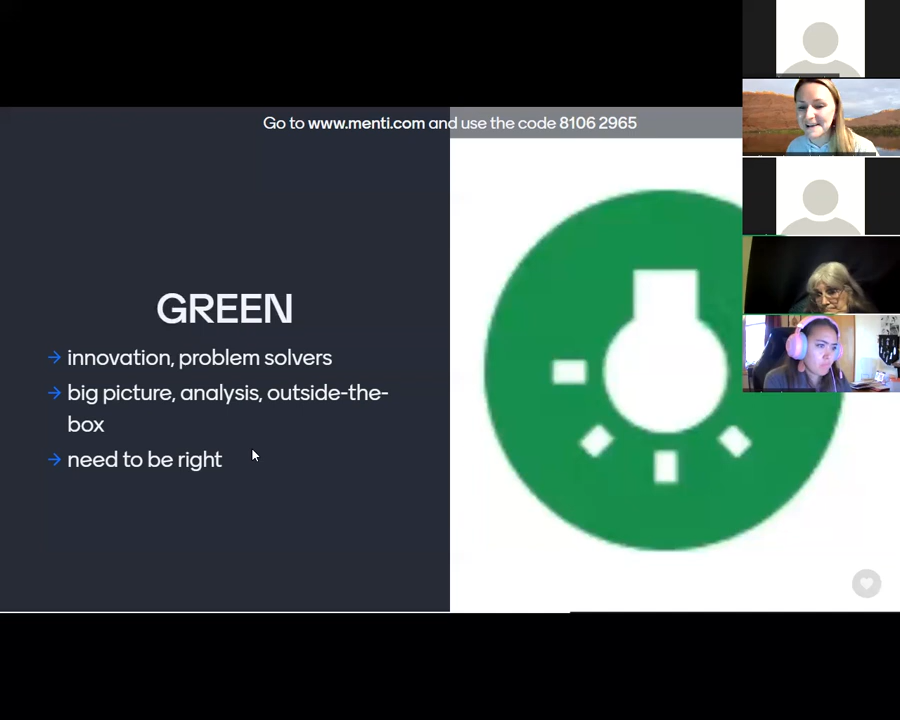 Go to www.menti.com and use the code 8106 2965
GREEN
innovation, problem solvers
big picture, analysis, outside-the-
box
need to be right